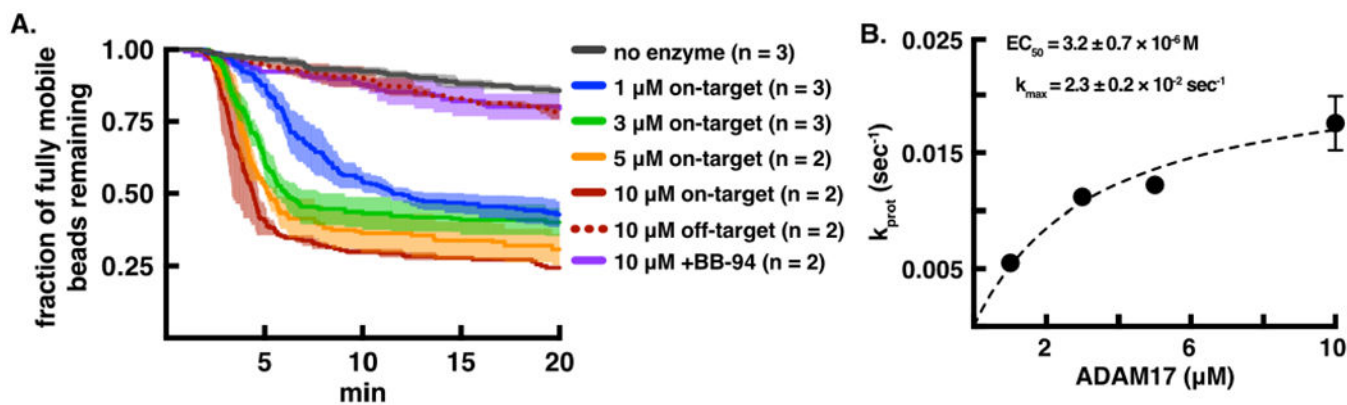 A.
fraction of fully mobile
beads remaining
1.00
0.75
0.50
0.25
5
10
15
20
min
no enzyme (n = 3)
1 µM on-target (n = 3)
3 µM on-target (n = 3)
5 µM on-target (n = 2)
10 µM on-target (n = 2)
10 µM off-target (n = 2)
10 µM +BB-94 (n = 2)
B.
k_prot (sec⁻¹)
0.025
0.015
0.005
EC₅₀ = 3.2 ± 0.7 × 10⁻⁶ M
k_max = 2.3 ± 0.2 × 10⁻² sec⁻¹
2
6
10
ADAM17 (µM)